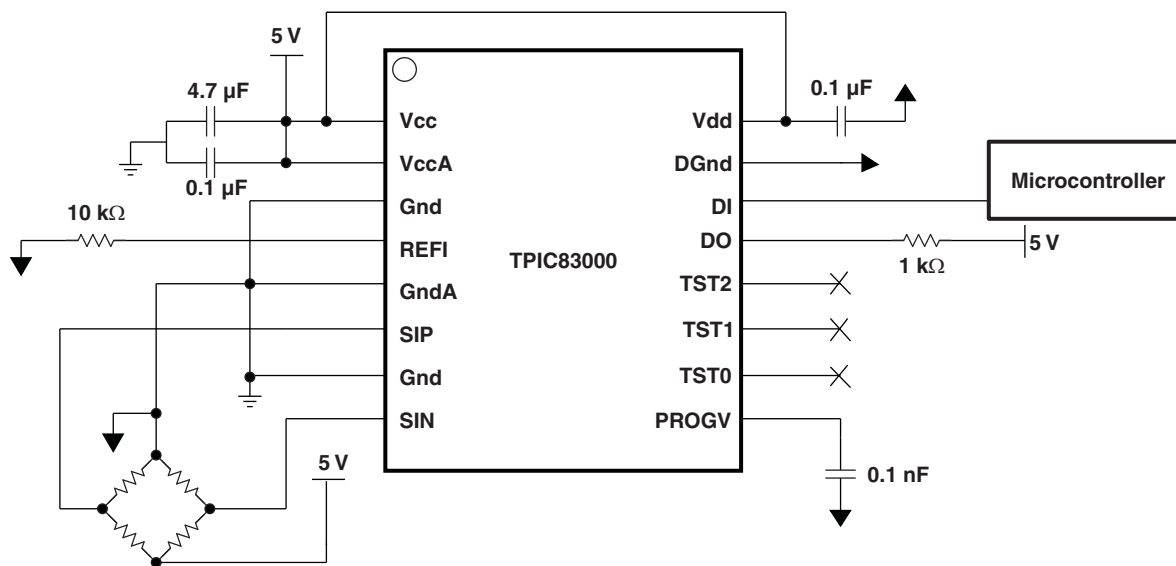 5 V
4.7 µF
0.1 µF
10 kΩ
Vcc
VccA
Gnd
REFI
GndA
SIP
Gnd
SIN
TPIC83000
Vdd
DGnd
DI
DO
TST2
TST1
TST0
PROGV
0.1 µF
Microcontroller
1 kΩ
5 V
0.1 nF
5 V